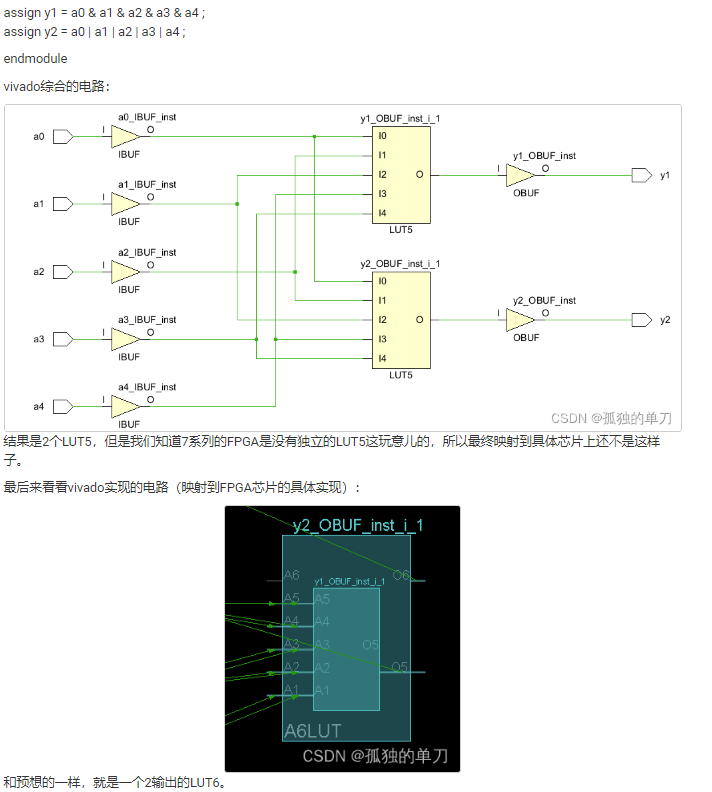 assign y1 = a0 & a1 & a2 & a3 & a4 ;
assign y2 = a0 | a1 | a2 | a3 | a4 ;
endmodule
vivado综合的电路：
a0_IBUF_inst
y1_OBUF_inst_i_1
a0
I
O
IBUF
I0
I1
y1_OBUF_inst
a1_IBUF_inst
I2
O
I
O
y1
I3
OBUF
a1
I
O
IBUF
I4
LUT5
a2_IBUF_inst
y2_OBUF_inst_i_1
a2
I
O
IBUF
I0
I1
y2_OBUF_inst
a3_IBUF_inst
I2
O
I
O
y2
a3
I
O
IBUF
I3
OBUF
I4
LUT5
a4_IBUF_inst
a4
I
O
IBUF
CSDN @孤独的单刀
结果是2个LUT5，但是我们知道7系列的FPGA是没有独立的LUT5这玩意儿的，所以最终映射到具体芯片上还不是这样
子。
最后来看看vivado实现的电路（映射到FPGA芯片的具体实现）：
y2_OBUF_inst_i_1
A6
y1_OBUF_inst_i_1
O6
A5
A5
A4
A4
A3
A3
O5
A2
A2
O5
A1
A1
A6LUT
CSDN @孤独的单刀
和预想的一样，就是一个2输出的LUT6。